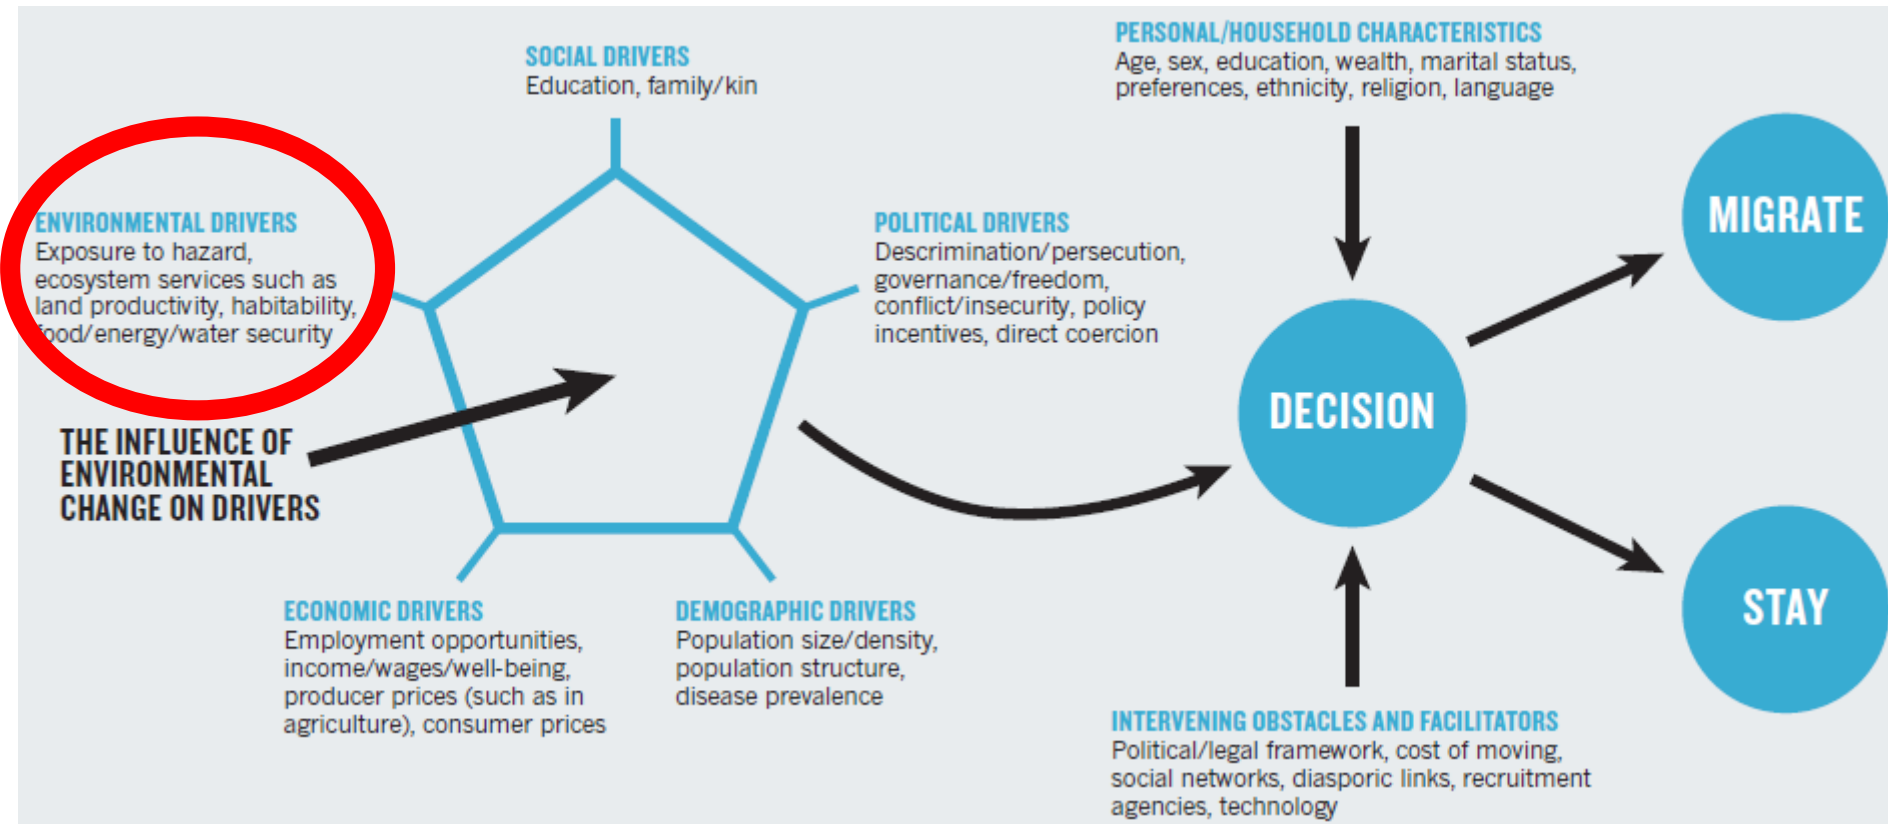 SOCIAL DRIVERS
Education, family/kin
PERSONAL/HOUSEHOLD CHARACTERISTICS
Age, sex, education, wealth, marital status,
preferences, ethnicity, religion, language
ENVIRONMENTAL DRIVERS
Exposure to hazard,
ecosystem services such as
land productivity, habitability,
food/energy/water security
POLITICAL DRIVERS
Descrimination/persecution,
governance/freedom,
conflict/insecurity, policy
incentives, direct coercion
MIGRATE
DECISION
THE INFLUENCE OF
ENVIRONMENTAL
CHANGE ON DRIVERS
STAY
ECONOMIC DRIVERS
Employment opportunities,
income/wages/well-being,
producer prices (such as in
agriculture), consumer prices
DEMOGRAPHIC DRIVERS
Population size/density,
population structure,
disease prevalence
INTERVENING OBSTACLES AND FACILITATORS
Political/legal framework, cost of moving,
social networks, diasporic links, recruitment
agencies, technology